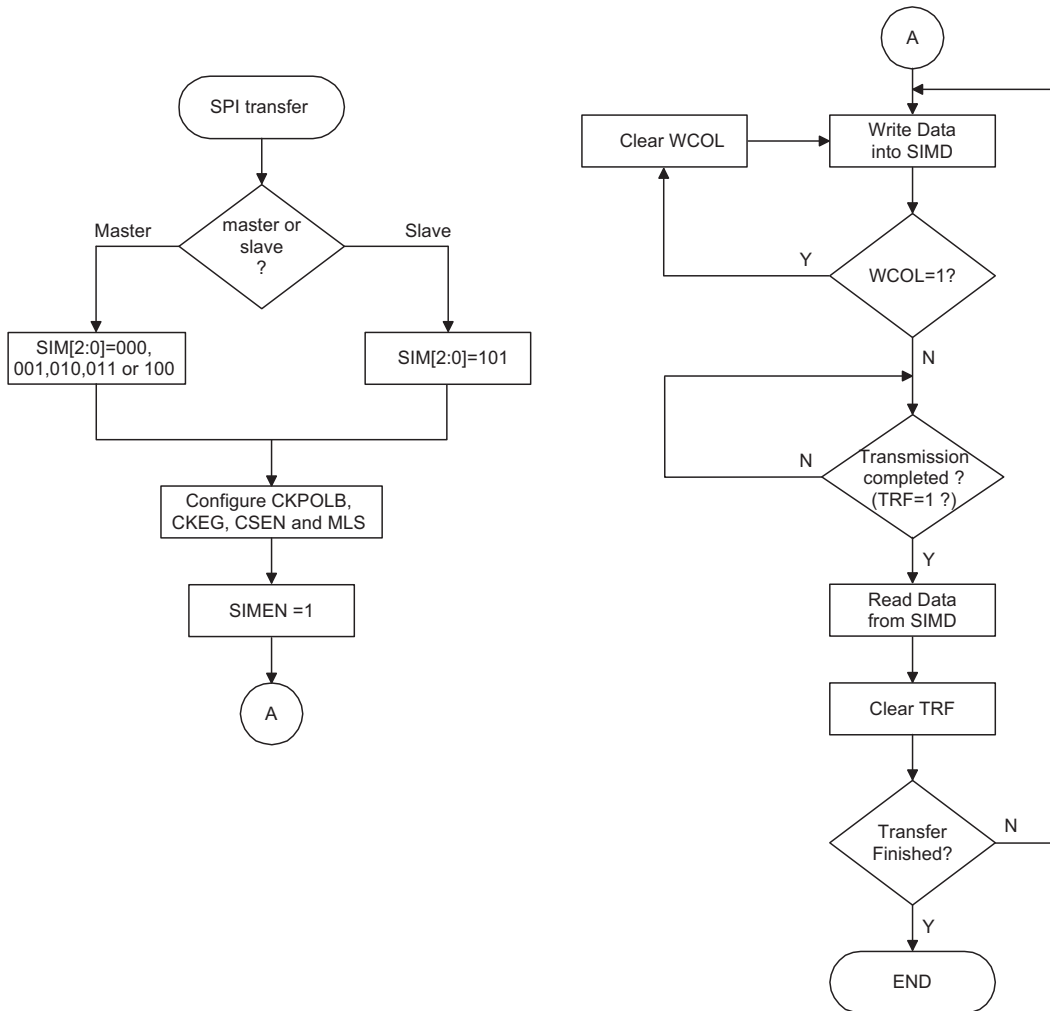 SPI transfer
master or
slave
?
Master
Slave
SIM[2:0]=000,
001,010,011 or 100
SIM[2:0]=101
Configure CKPOLB,
CKEG, CSEN and MLS
SIMEN =1
A
A
Write Data
into SIMD
Clear WCOL
WCOL=1?
Y
N
Transmission
completed ?
(TRF=1 ?)
N
Y
Read Data
from SIMD
Clear TRF
Transfer
Finished?
N
Y
END